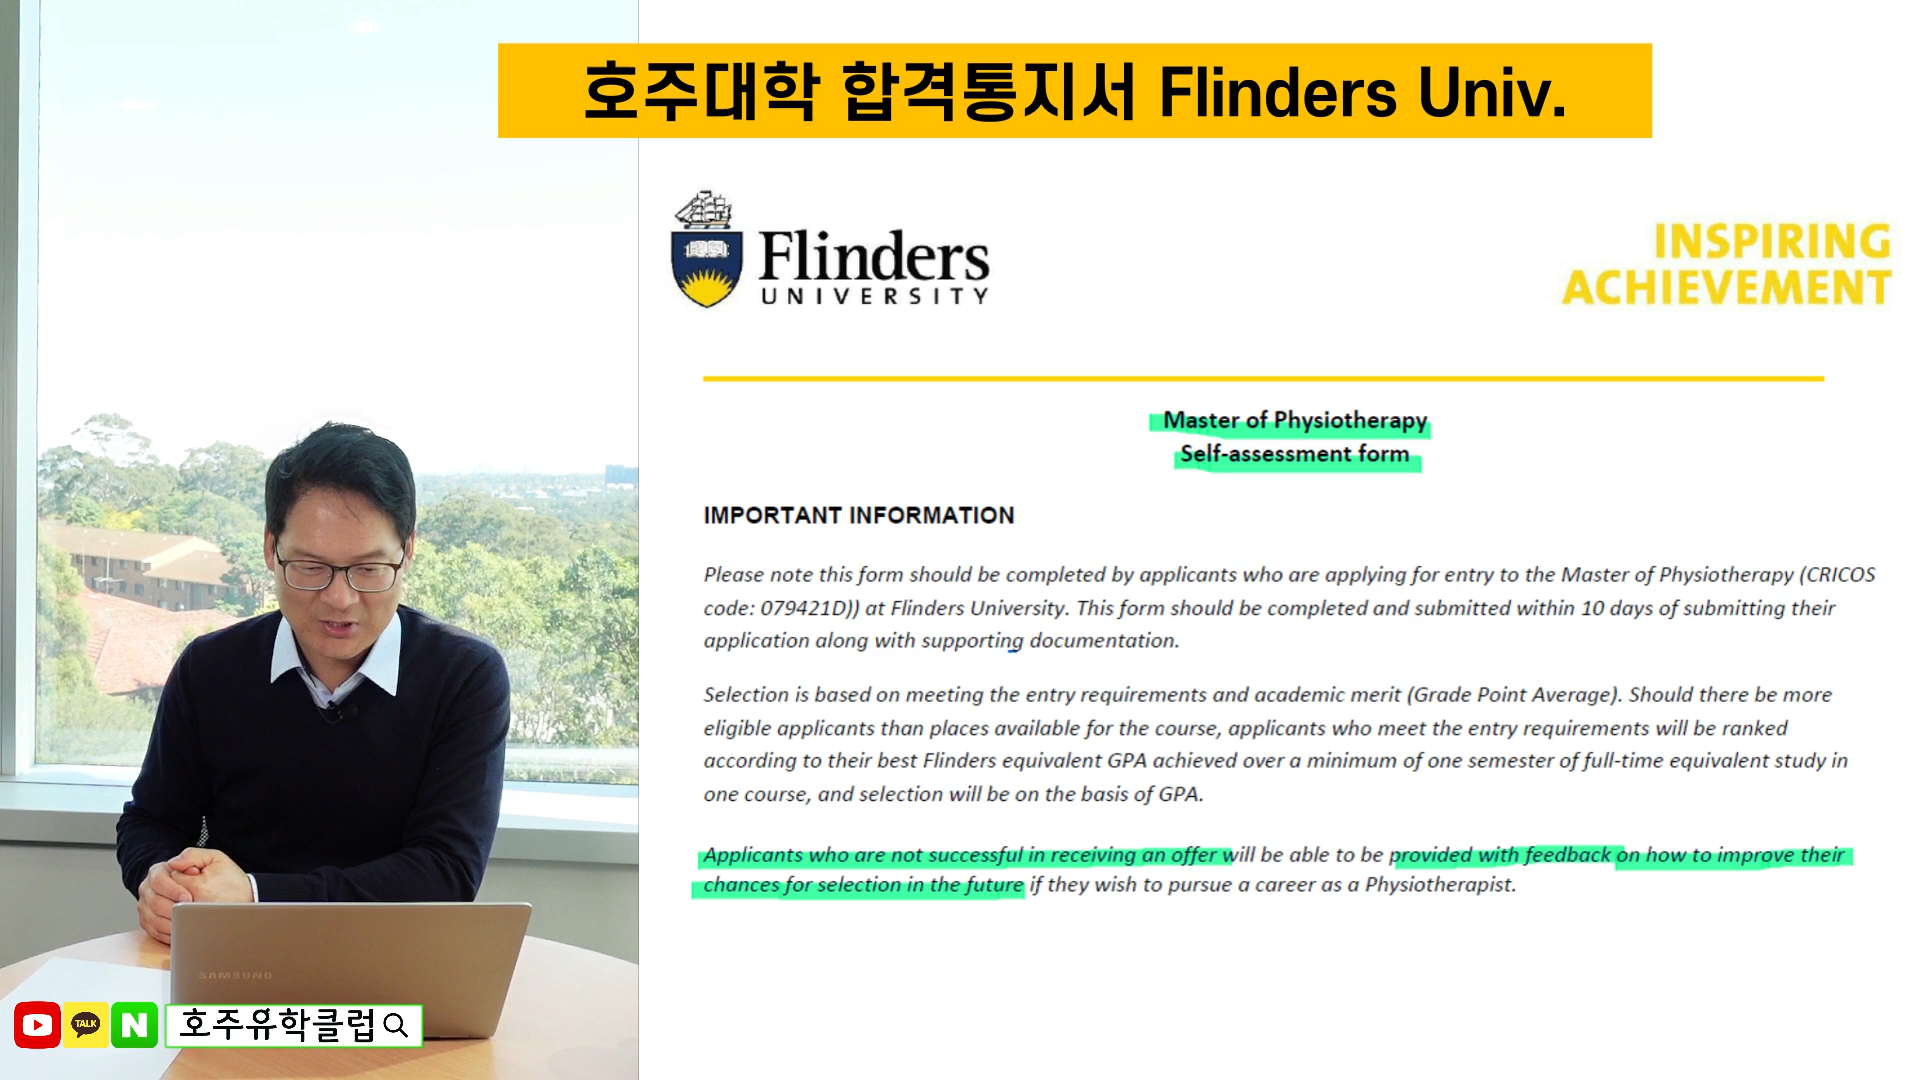 호주대학 합격통지서 Flinders Univ.
Flinders
UNIVERSITY
INSPIRING
ACHIEVEMENT
Master of Physiotherapy
Self-assessment form
IMPORTANT INFORMATION
Please note this form should be completed by applicants who are applying for entry to the Master of Physiotherapy (CRICOS
code: 079421D)) at Flinders University. This form should be completed and submitted within 10 days of submitting their
application along with supporting documentation.
Selection is based on meeting the entry requirements and academic merit (Grade Point Average). Should there be more
eligible applicants than places available for the course, applicants who meet the entry requirements will be ranked
according to their best Flinders equivalent GPA achieved over a minimum of one semester of full-time equivalent study in
one course, and selection will be on the basis of GPA.
Applicants who are not successful in receiving an offer will be able to be provided with feedback on how to improve their
chances for selection in the future if they wish to pursue a career as a Physiotherapist.
SAMSUNG
TALK
N
호주유학클럽